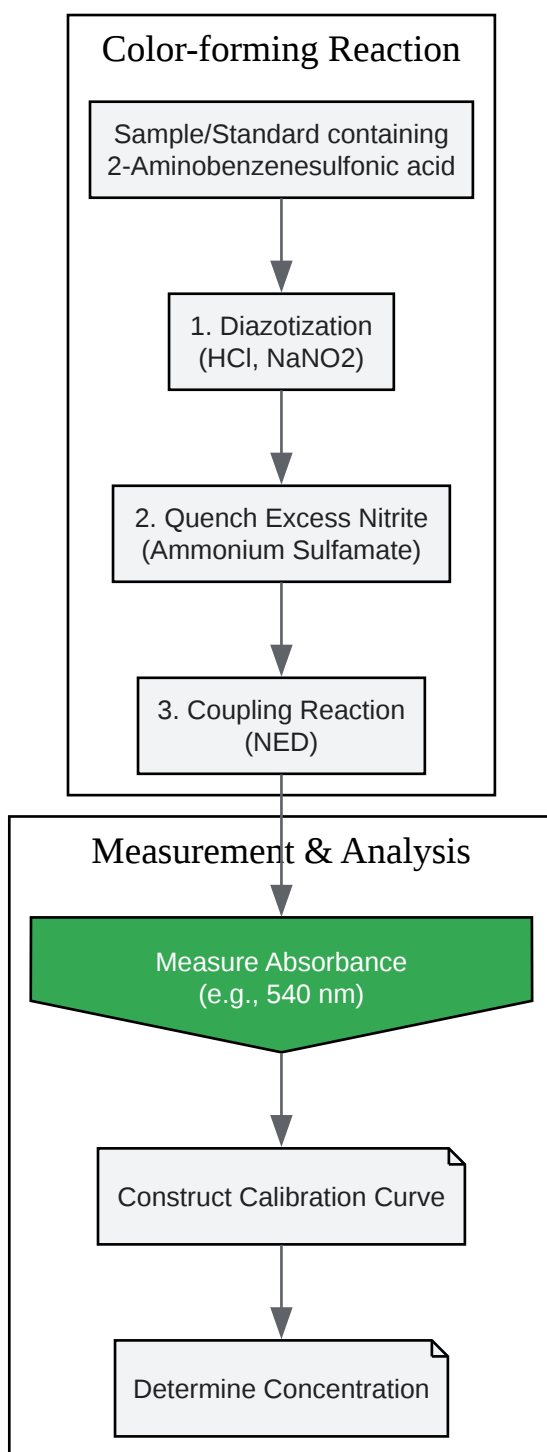 Color-forming Reaction
Sample/Standard containing
2-Aminobenzenesulfonic acid
1. Diazotization
(HCl, NaNO2)
2. Quench Excess Nitrite
(Ammonium Sulfamate)
3. Coupling Reaction
(NED)
Measurement & Analysis
Measure Absorbance
(e.g., 540 nm)
Construct Calibration Curve
Determine Concentration